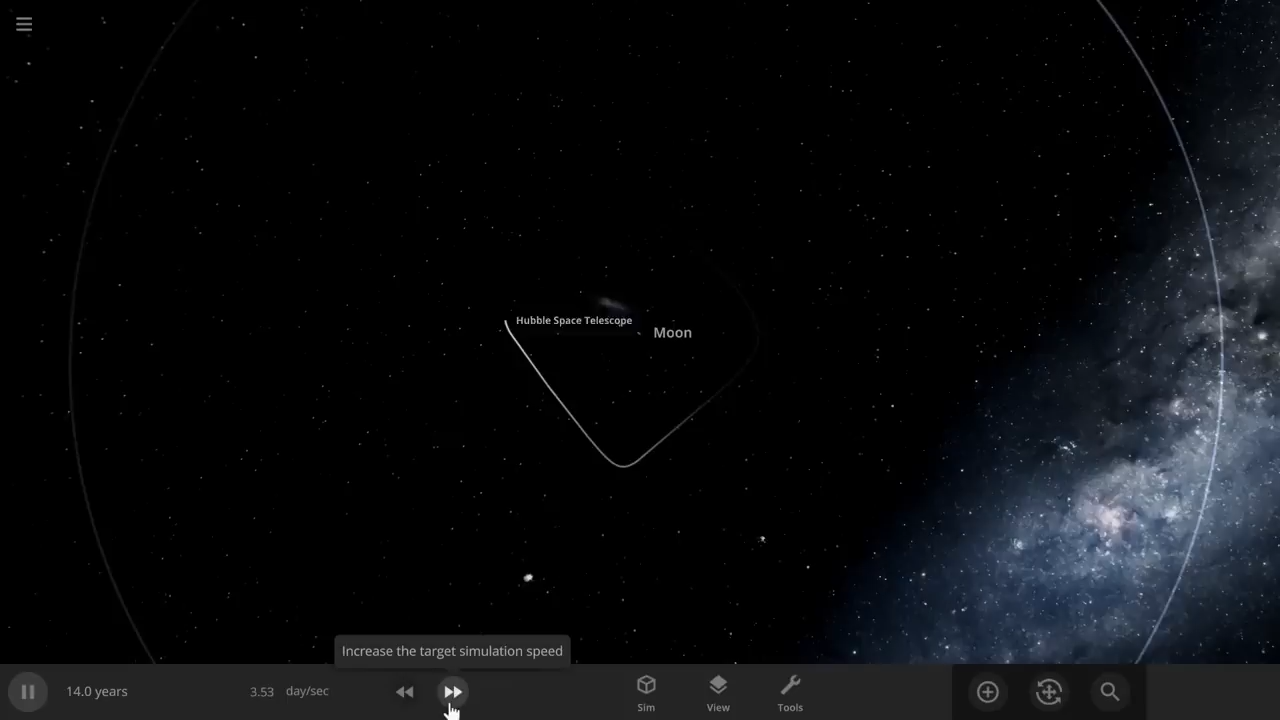 Hubble Space Telescope
Moon
Increase the target simulation speed
14.0 years
3.53 day/sec
Sim
View
Tools